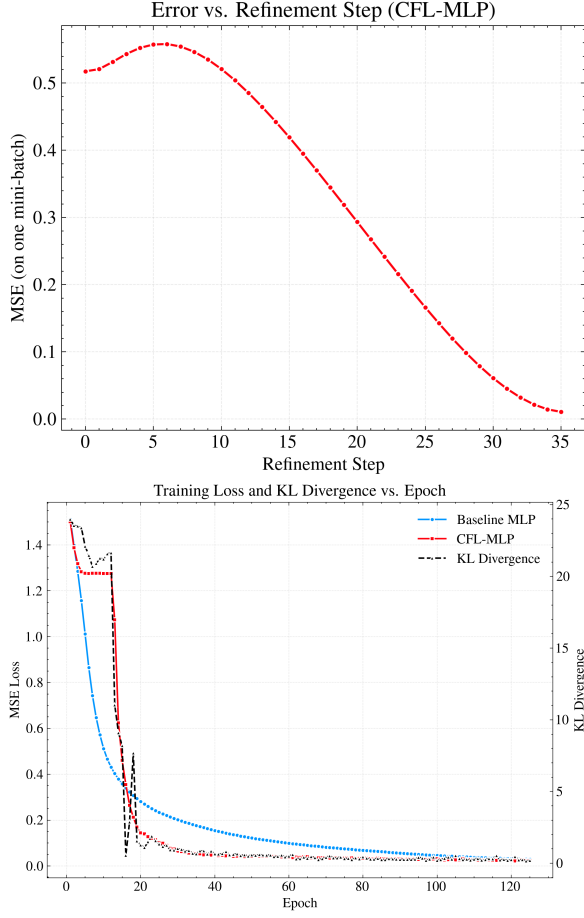 Error vs. Refinement Step (CFL-MLP)
MSE (on one mini-batch)
0.5
0.4
0.3
0.2
0.1
0.0
0 5 10 15 20 25 30 35
Refinement Step
Training Loss and KL Divergence vs. Epoch
MSE Loss
1.4
1.2
1.0
0.8
0.6
0.4
0.2
0.0
Baseline MLP
CFL-MLP
KL Divergence
25
20
15
10
5
0
KL Divergence
0 20 40 60 80 100 120
Epoch